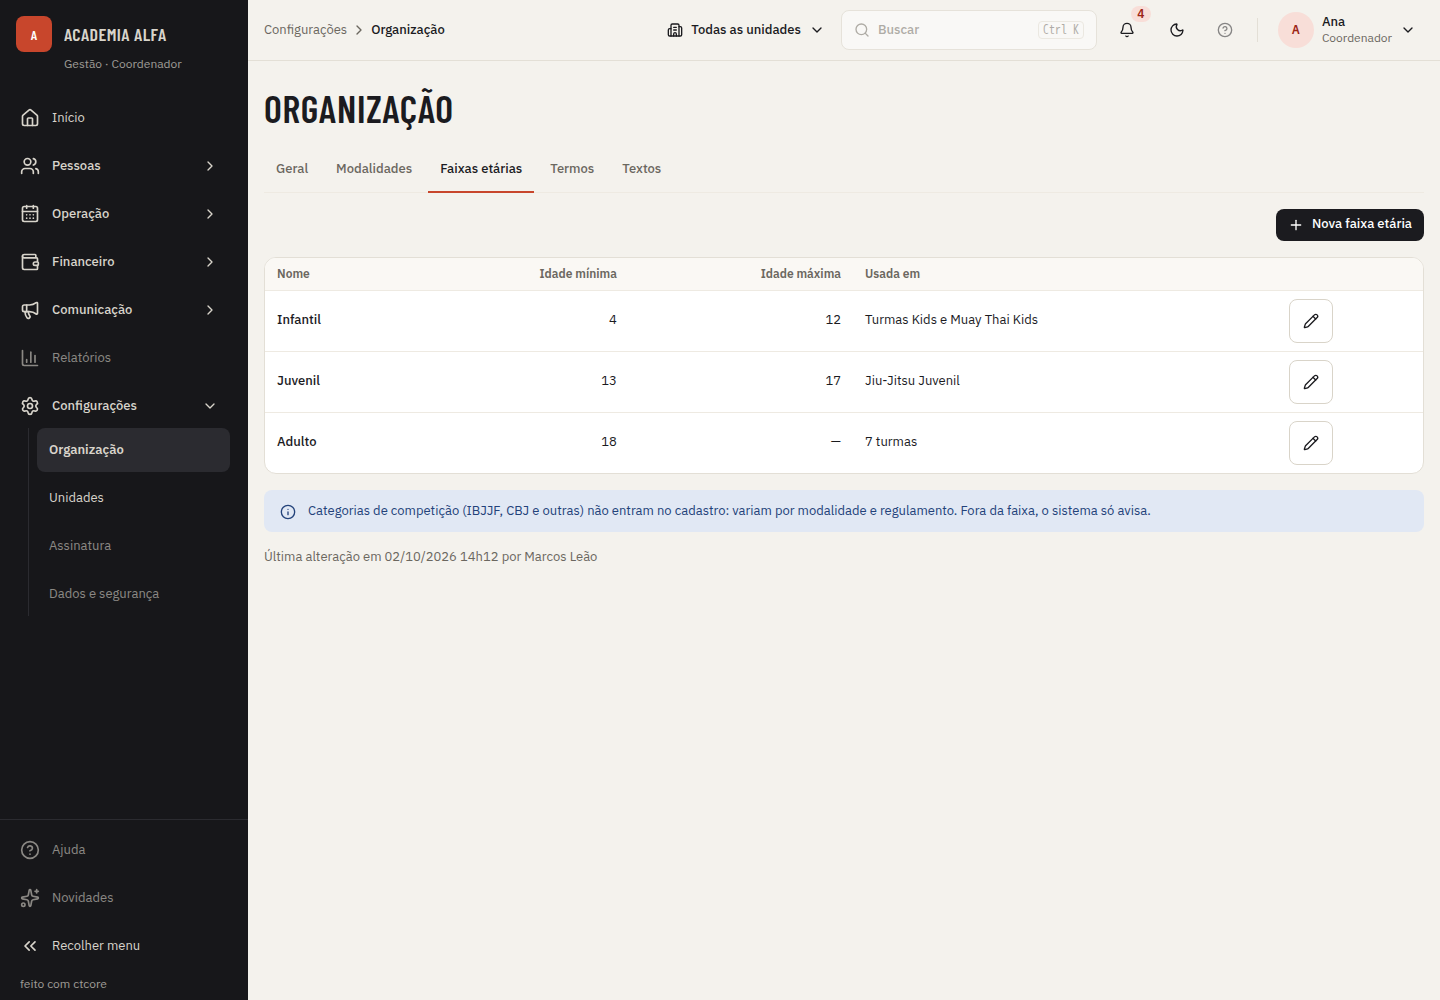 A
ACADEMIA ALFA
Gestão · Coordenador
Início
Pessoas
Operação
Financeiro
Comunicação
Relatórios
Configurações
Organização
Unidades
Assinatura
Dados e segurança
Ajuda
Novidades
Recolher menu
feito com ctcore
Configurações Organização
Todas as unidades
Buscar Ctrl K
4
A
Ana
Coordenador
ORGANIZAÇÃO
Geral Modalidades Faixas etárias Termos Textos
Nova faixa etária
Nome Idade mínima Idade máxima Usada em
Infantil 4 12 Turmas Kids e Muay Thai Kids
Juvenil 13 17 Jiu-Jitsu Juvenil
Adulto 18 — 7 turmas
Categorias de competição (IBJJF, CBJ e outras) não entram no cadastro: variam por modalidade e regulamento. Fora da faixa, o sistema só avisa.
Última alteração em 02/10/2026 14h12 por Marcos Leão